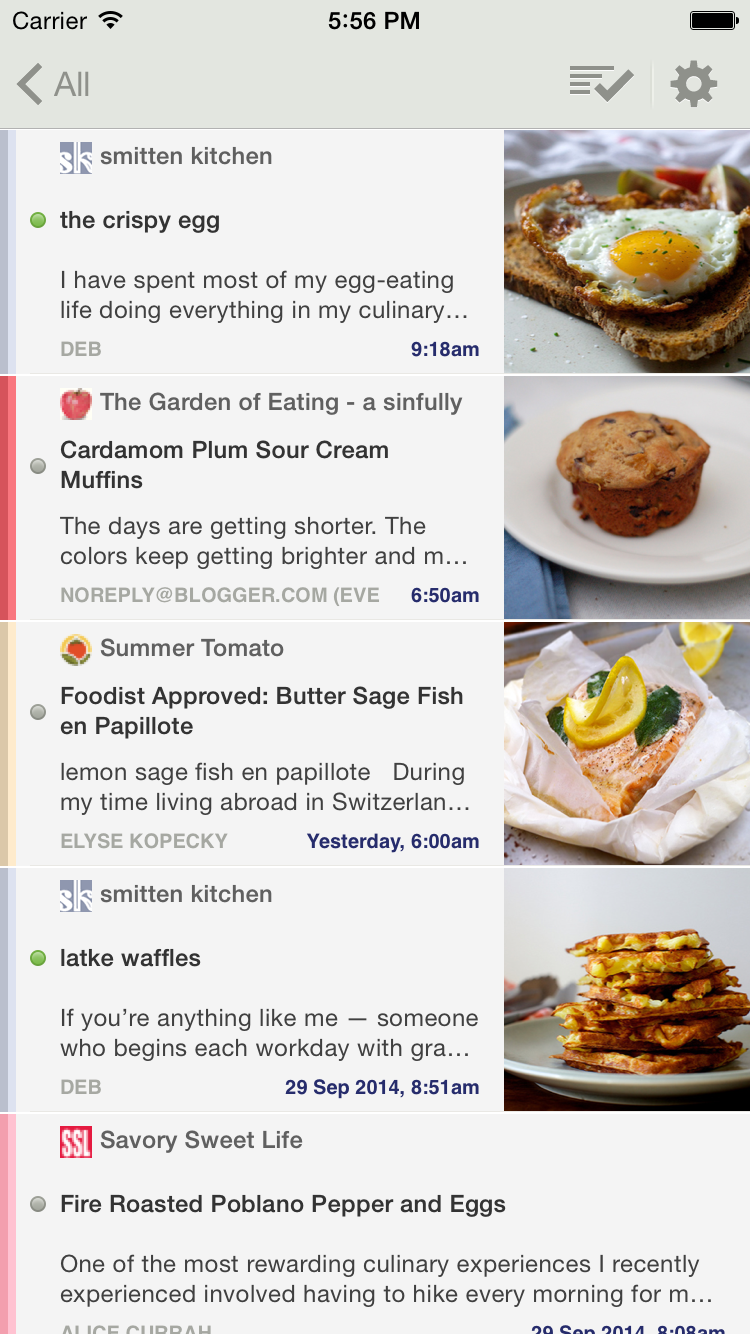 Carrier 5:56 PM
All
sk smitten kitchen
the crispy egg
I have spent most of my egg-eating
life doing everything in my culinary…
DEB 9:18am
The Garden of Eating - a sinfully
Cardamom Plum Sour Cream
Muffins
The days are getting shorter. The
colors keep getting brighter and m…
NOREPLY@BLOGGER.COM (EVE 6:50am
Summer Tomato
Foodist Approved: Butter Sage Fish
en Papillote
lemon sage fish en papillote During
my time living abroad in Switzerlan…
ELYSE KOPECKY Yesterday, 6:00am
sk smitten kitchen
latke waffles
If you’re anything like me — someone
who begins each workday with gra…
DEB 29 Sep 2014, 8:51am
SSL Savory Sweet Life
Fire Roasted Poblano Pepper and Eggs
One of the most rewarding culinary experiences I recently
experienced involved having to hike every morning for m…
ALICE CURRAH 29 Sep 2014, 8:08am